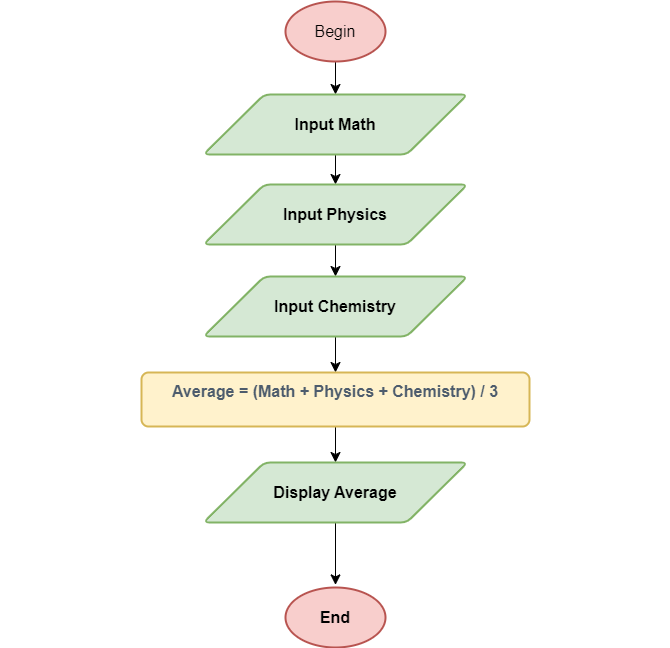 Begin
Input Math
Input Physics
Input Chemistry
Average = (Math + Physics + Chemistry) / 3
Display Average
End